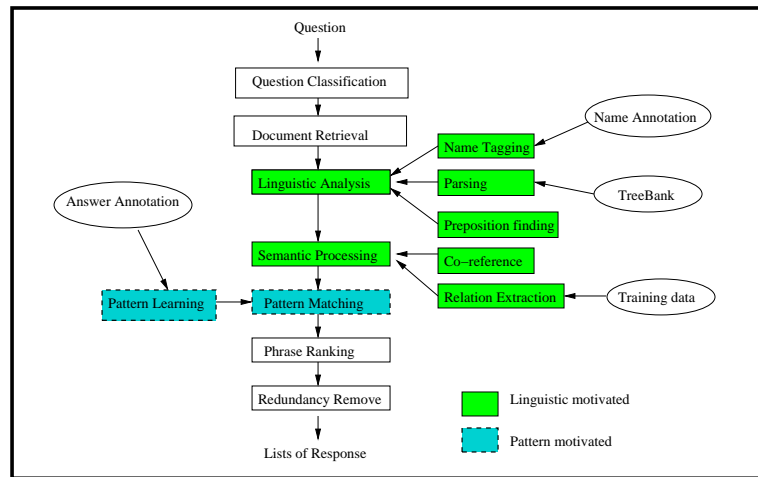 Question
Question Classification
Name Annotation
Document Retrieval
Name Tagging
Linguistic Analysis
Parsing
TreeBank
Answer Annotation
Preposition finding
Semantic Processing
Co-reference
Pattern Learning
Pattern Matching
Relation Extraction
Training data
Phrase Ranking
Redundancy Remove
Linguistic motivated
Pattern motivated
Lists of Response